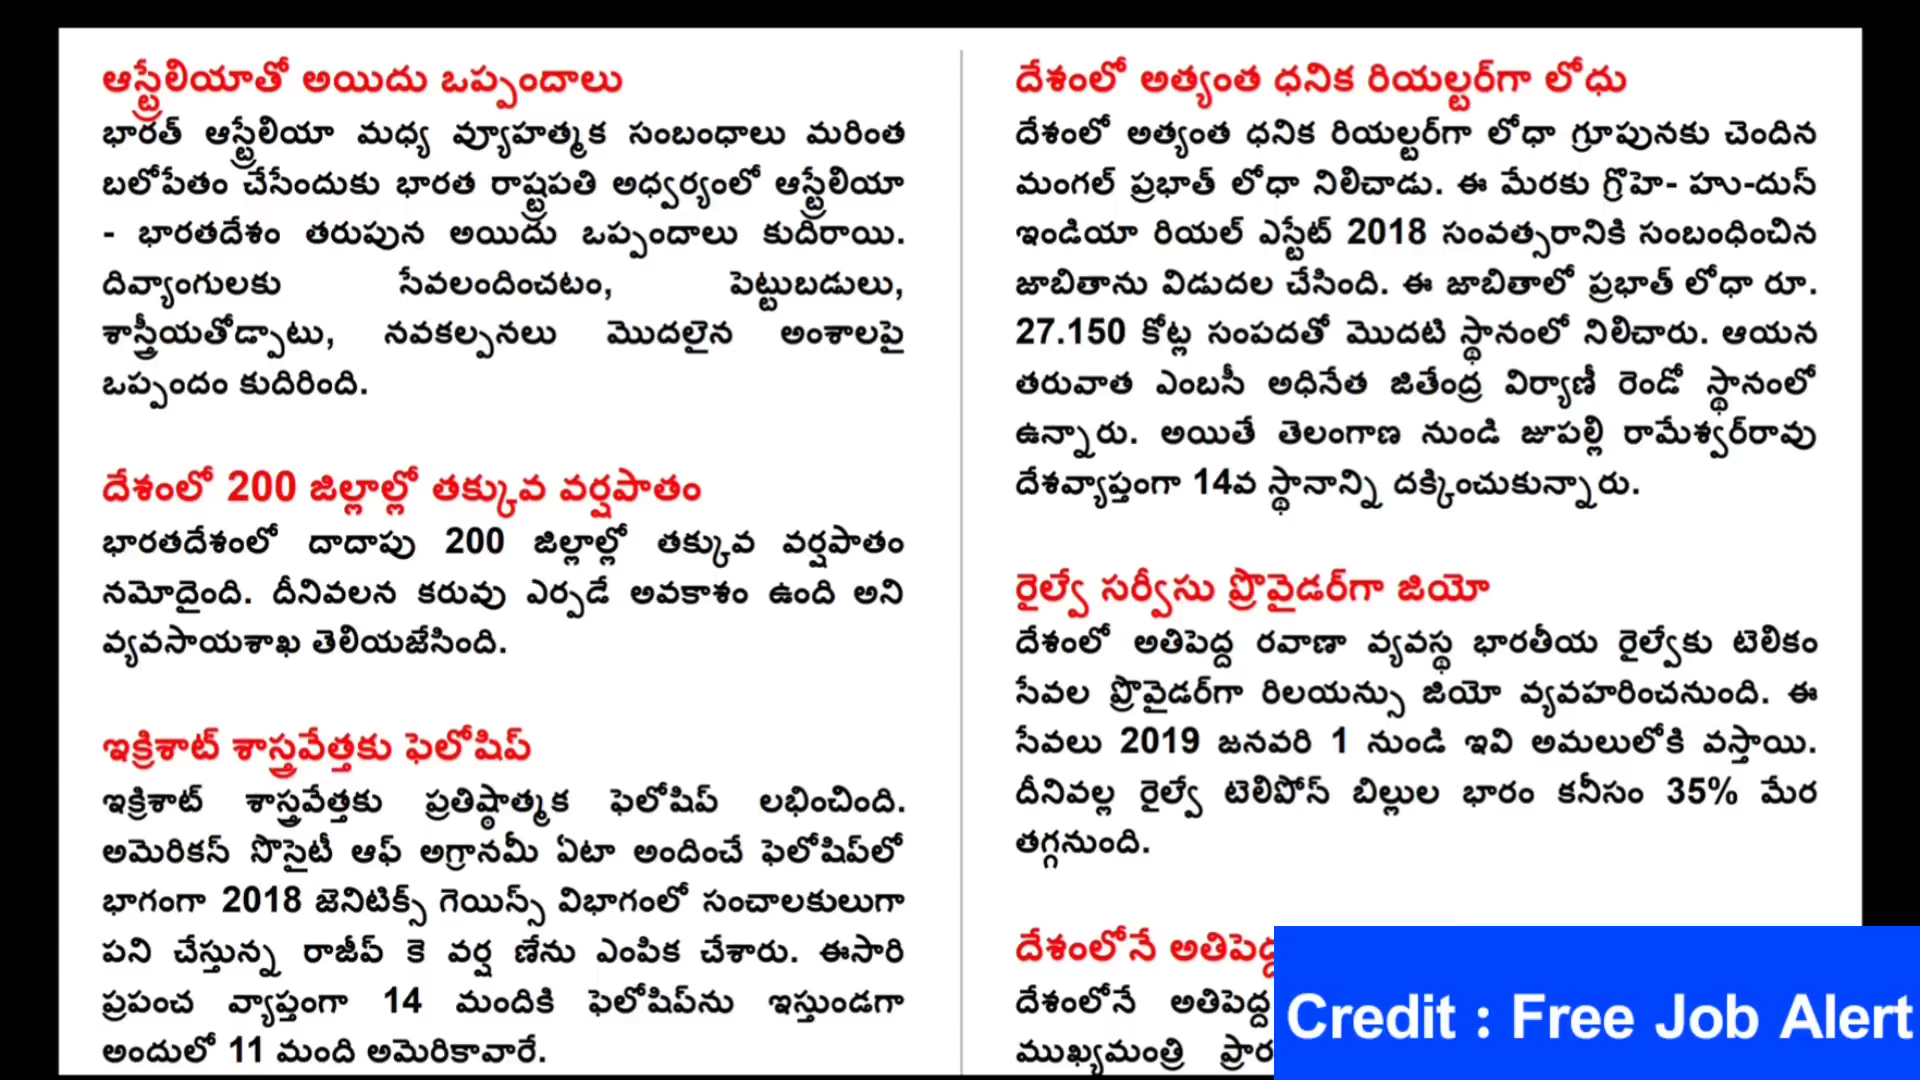 ఆస్ట్రేలియాతో అయిదు ఒప్పందాలు
భారత్ ఆస్ట్రేలియా మధ్య వ్యూహత్మక సంబంధాలు మరింత
బలోపేతం చేసేందుకు భారత రాష్ట్రపతి అధ్వర్యంలో ఆస్ట్రేలియా
- భారతదేశం తరుపున అయిదు ఒప్పందాలు కుదిరాయి.
దివ్యాంగులకు సేవలందించటం, పెట్టుబడులు,
శాస్త్రీయతోడ్పాటు, నవకల్పనలు మొదలైన అంశాలపై
ఒప్పందం కుదిరింది.
దేశంలో 200 జిల్లాల్లో తక్కువ వర్షపాతం
భారతదేశంలో దాదాపు 200 జిల్లాల్లో తక్కువ వర్షపాతం
నమోదైంది. దీనివలన కరువు ఎర్పడే అవకాశం ఉంది అని
వ్యవసాయశాఖ తెలియజేసింది.
ఇక్రిశాట్ శాస్త్రవేత్తకు ఫెలోషిప్
ఇక్రిశాట్ శాస్త్రవేత్తకు ప్రతిష్ఠాత్మక ఫెలోషిప్ లభించింది.
అమెరికన్ సొసైటీ ఆఫ్ అగ్రానమీ ఏటా అందించే ఫెలోషిప్‌లో
భాగంగా 2018 జెనిటిక్స్ గెయిన్స్ విభాగంలో సంచాలకులుగా
పని చేస్తున్న రాజీప్ కె వర్ష ణేను ఎంపిక చేశారు. ఈసారి
ప్రపంచ వ్యాప్తంగా 14 మందికి ఫెలోషిప్‌ను ఇస్తుండగా
అందులో 11 మంది అమెరికావారే.
దేశంలో అత్యంత ధనిక రియల్టర్‌గా లోధు
దేశంలో అత్యంత ధనిక రియల్టర్‌గా లోధా గ్రూపునకు చెందిన
మంగల్ ప్రభాత్ లోధా నిలిచాడు. ఈ మేరకు గ్రొహె- హు-దున్
ఇండియా రియల్ ఎస్టేట్ 2018 సంవత్సరానికి సంబంధించిన
జాబితాను విడుదల చేసింది. ఈ జాబితాలో ప్రభాత్ లోధా రూ.
27.150 కోట్ల సంపదతో మొదటి స్థానంలో నిలిచారు. ఆయన
తరువాత ఎంబసీ అధినేత జితేంద్ర విర్యాణీ రెండో స్థానంలో
ఉన్నారు. అయితే తెలంగాణ నుండి జూపల్లి రామేశ్వర్‌రావు
దేశవ్యాప్తంగా 14వ స్థానాన్ని దక్కించుకున్నారు.
రైల్వే సర్వీసు ప్రొవైడర్‌గా జియో
దేశంలో అతిపెద్ద రవాణా వ్యవస్థ భారతీయ రైల్వేకు టెలికం
సేవల ప్రొవైడర్‌గా రిలయన్సు జియో వ్యవహరించనుంది. ఈ
సేవలు 2019 జనవరి 1 నుండి ఇవి అమలులోకి వస్తాయి.
దీనివల్ల రైల్వే టెలిఫోన్ బిల్లుల భారం కనీసం 35% మేర
తగ్గనుంది.
దేశంలోనే అతిపెద్ద
దేశంలోనే అతిపెద్ద
ముఖ్యమంత్రి
Credit : Free Job Alert